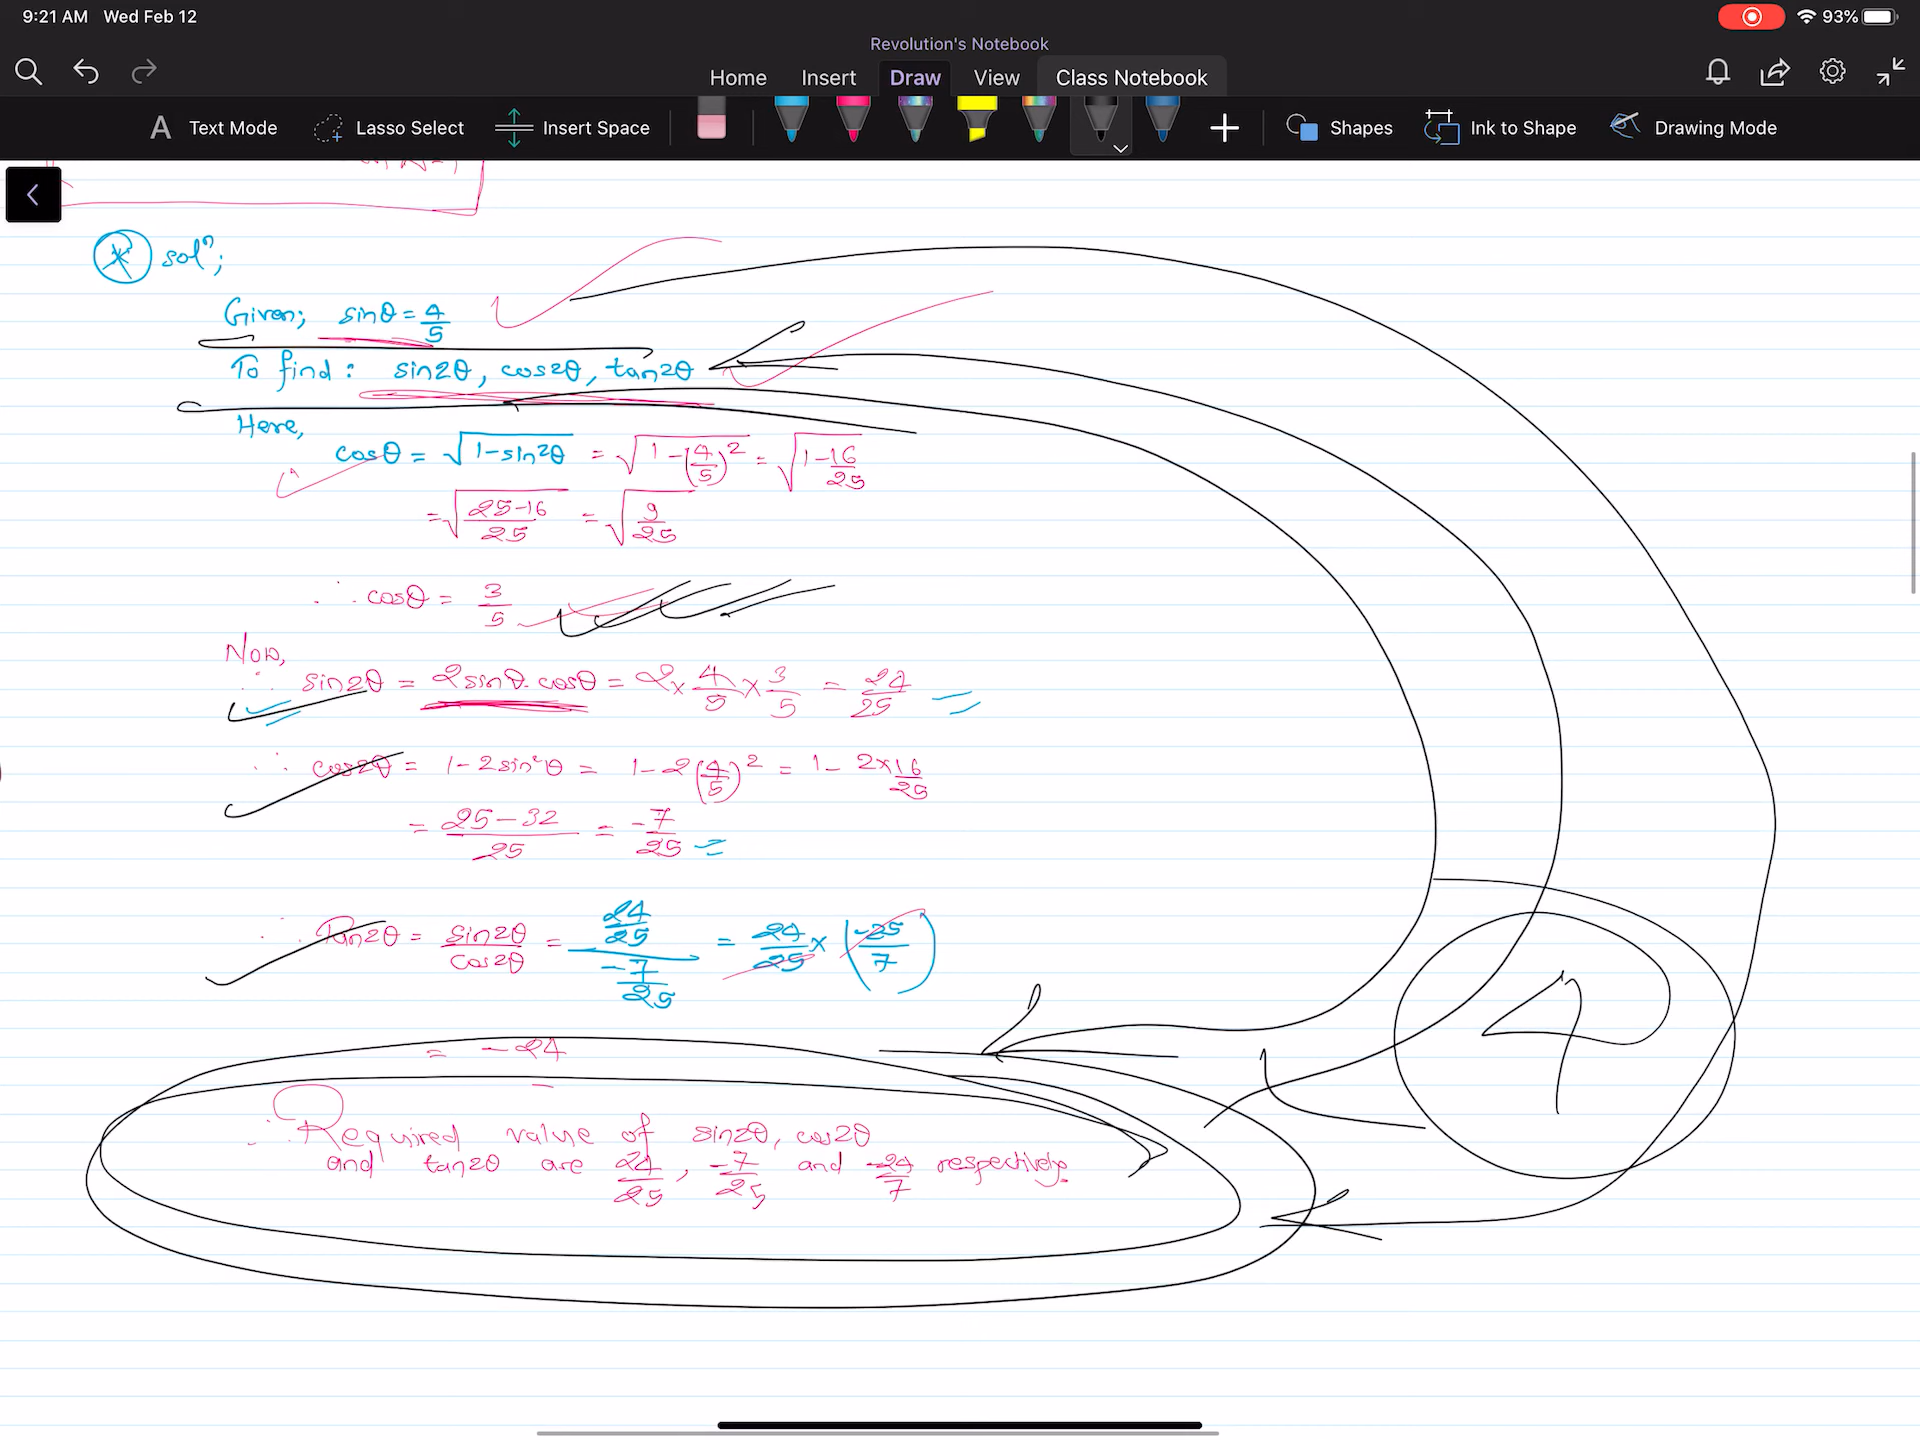 9:21 AM Wed Feb 12
93%
Revolution's Notebook
Home Insert Draw View Class Notebook
Text Mode Lasso Select Insert Space Shapes Ink to Shape Drawing Mode
solⁿ;
Given; sinθ = 4/5
To find: sin2θ, cos2θ, tan2θ
Here,
cosθ = √(1-sin²θ) = √(1-(4/5)²) = √(1-16/25)
= √((25-16)/25) = √(9/25)
∴ cosθ = 3/5
Now,
∴ sin2θ = 2sinθ.cosθ = 2 × 4/5 × 3/5 = 24/25
∴ cos2θ = 1-2sin²θ = 1-2(4/5)² = 1- 2×16/25
= (25-32)/25 = -7/25
∴ Tan2θ = sin2θ/cos2θ = (24/25)/(-7/25) = 24/25 × (-25/7)
= -24
∴ Required value of sin2θ, cos2θ
and tan2θ are 24/25, -7/25 and -24/7 respectively.